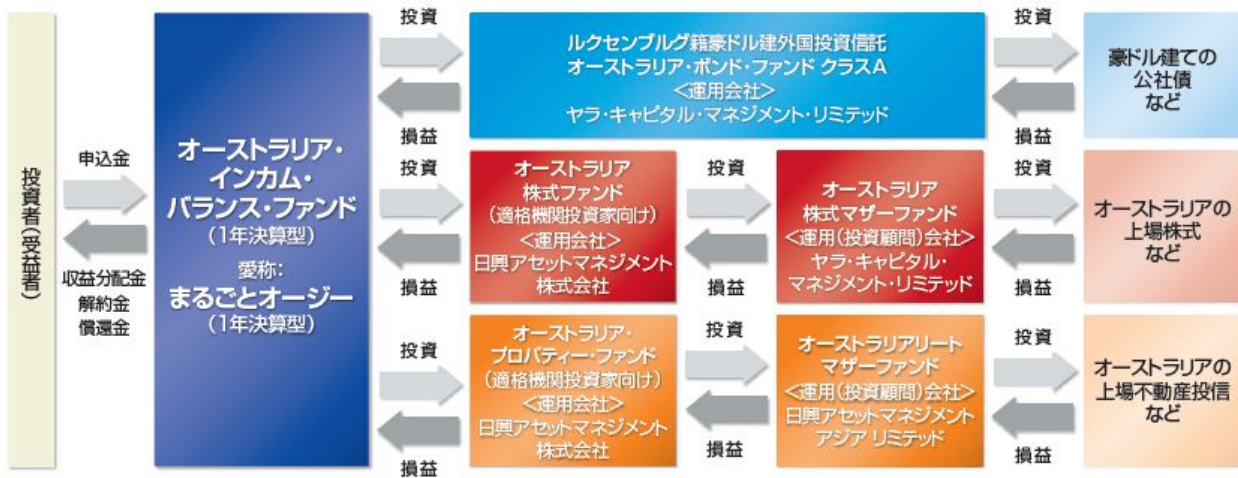 投資者(受益者)
申込金
収益分配金
解約金
償還金
オーストラリア・
インカム・
バランス・ファンド
(1年決算型)
愛称:
まるごとオージー
(1年決算型)
投資
損益
ルクセンブルグ籍豪ドル建外国投資信託
オーストラリア・ボンド・ファンド クラスA
<運用会社>
ヤラ・キャピタル・マネジメント・リミテッド
投資
損益
豪ドル建ての
公社債
など
投資
損益
オーストラリア
株式ファンド
(適格機関投資家向け)
<運用会社>
日興アセットマネジメント
株式会社
投資
損益
オーストラリア
株式マザーファンド
<運用(投資顧問)会社>
ヤラ・キャピタル・
マネジメント・リミテッド
投資
損益
オーストラリアの
上場株式
など
投資
損益
オーストラリア・
プロパティー・ファンド
(適格機関投資家向け)
<運用会社>
日興アセットマネジメント
株式会社
投資
損益
オーストラリアリート
マザーファンド
<運用(投資顧問)会社>
日興アセットマネジメント
アジア リミテッド
投資
損益
オーストラリアの
上場不動産投信
など